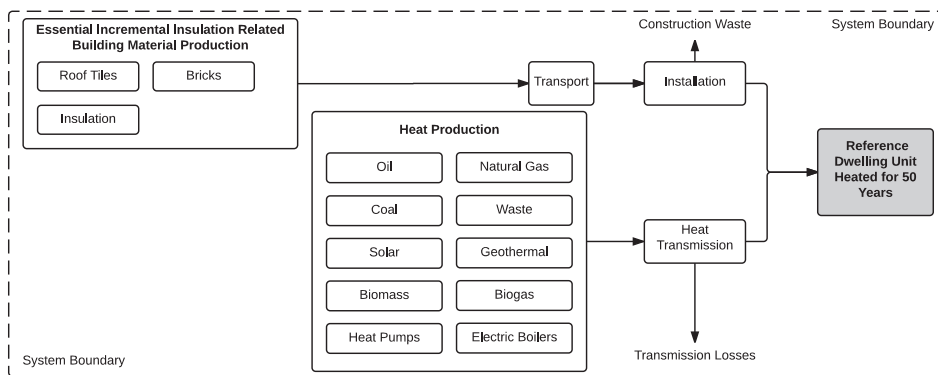 Essential Incremental Insulation Related
Building Material Production
Roof Tiles
Bricks
Insulation
Construction Waste
System Boundary
Transport
Installation
Heat Production
Oil
Natural Gas
Coal
Waste
Solar
Geothermal
Biomass
Biogas
Heat Pumps
Electric Boilers
Heat
Transmission
Reference
Dwelling Unit
Heated for 50
Years
System Boundary
Transmission Losses